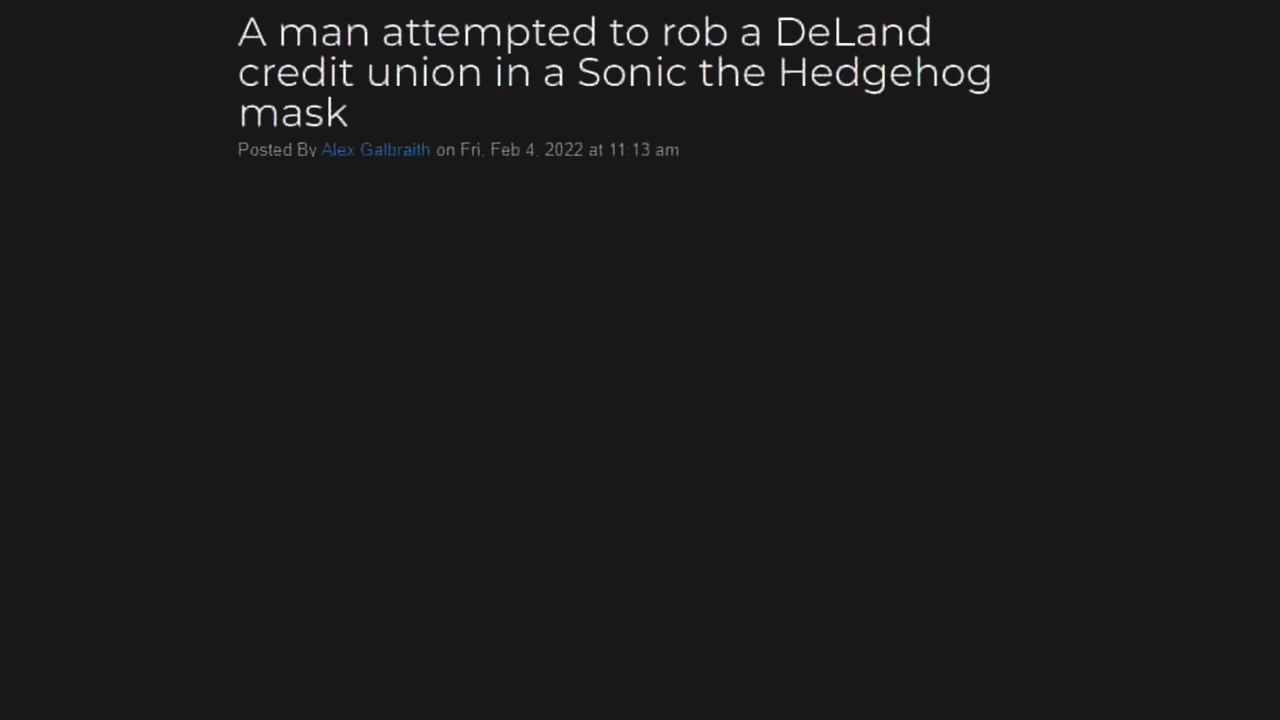 A man attempted to rob a DeLand
credit union in a Sonic the Hedgehog
mask
Posted By Alex Galbraith on Fri, Feb 4, 2022 at 11:13 am